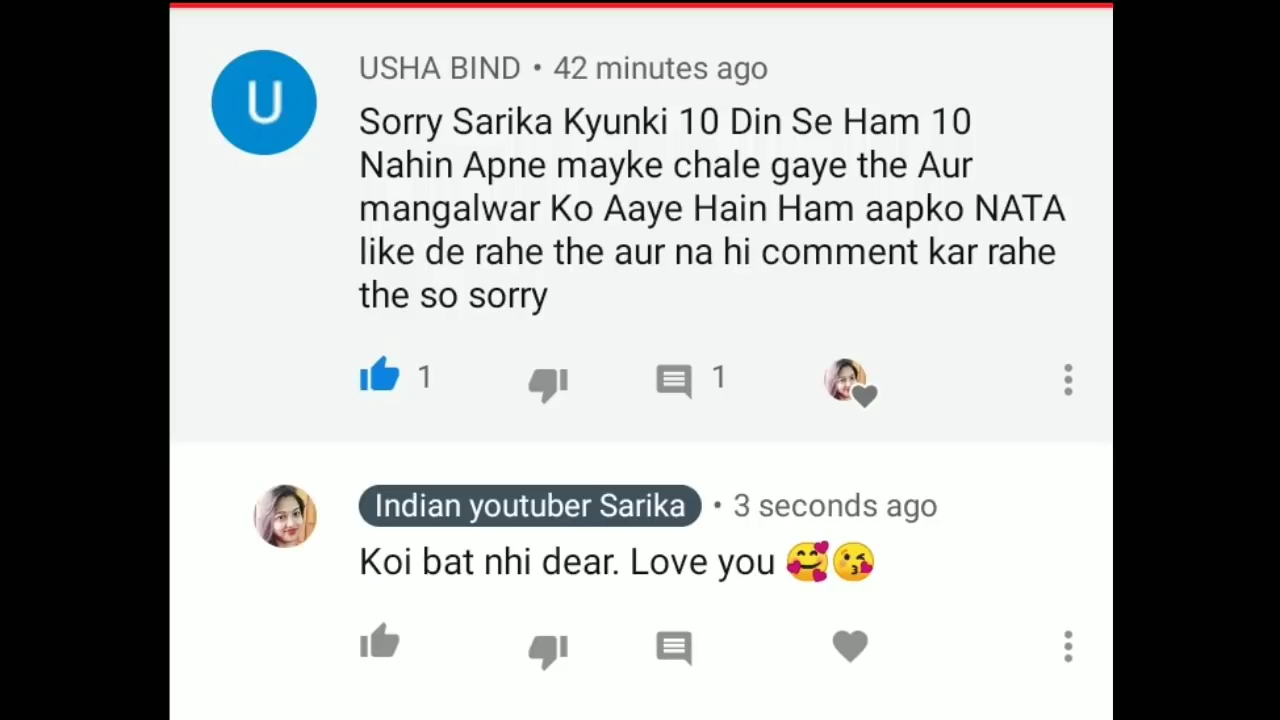 U
USHA BIND • 42 minutes ago
Sorry Sarika Kyunki 10 Din Se Ham 10
Nahin Apne mayke chale gaye the Aur
mangalwar Ko Aaye Hain Ham aapko NATA
like de rahe the aur na hi comment kar rahe
the so sorry
1
1
Indian youtuber Sarika • 3 seconds ago
Koi bat nhi dear. Love you 🥰😘